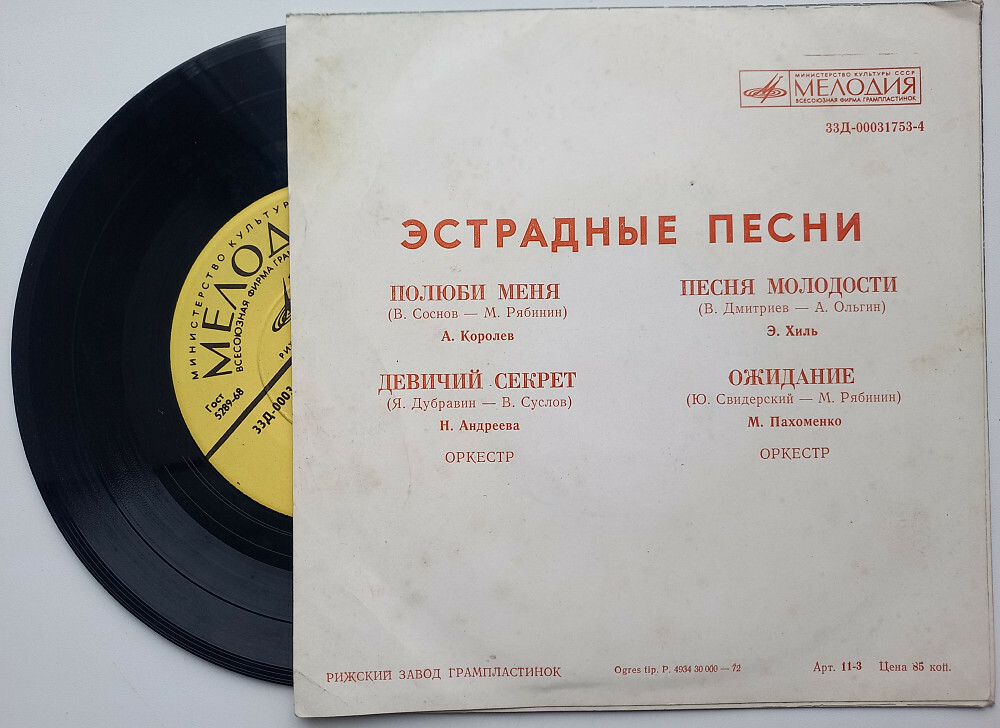 МИНИСТЕРСТВО КУЛЬТУРЫ СССР
МЕЛОДИЯ
ВСЕСОЮЗНАЯ ФИРМА ГРАМПЛАСТИНОК
33Д-00031753-4
ЭСТРАДНЫЕ ПЕСНИ
ПОЛЮБИ МЕНЯ
(В. Соснов — М. Рябинин)
А. Королев
ДЕВИЧИЙ СЕКРЕТ
(Я. Дубравин — В. Суслов)
Н. Андреева
ОРКЕСТР
ПЕСНЯ МОЛОДОСТИ
(В. Дмитриев — А. Ольгин)
Э. Хиль
ОЖИДАНИЕ
(Ю. Свидерский — М. Рябинин)
М. Пахоменко
ОРКЕСТР
РИЖСКИЙ ЗАВОД ГРАМПЛАСТИНОК
Ogres tip. P. 4934 30 000 — 72
Арт. 11-3 Цена 85 коп.
МИНИСТЕРСТВО КУЛЬТУР
МЕЛОД
ВСЕСОЮЗНАЯ ФИРМА ГРА
РИ
Гост
5289-68
33Д-0003